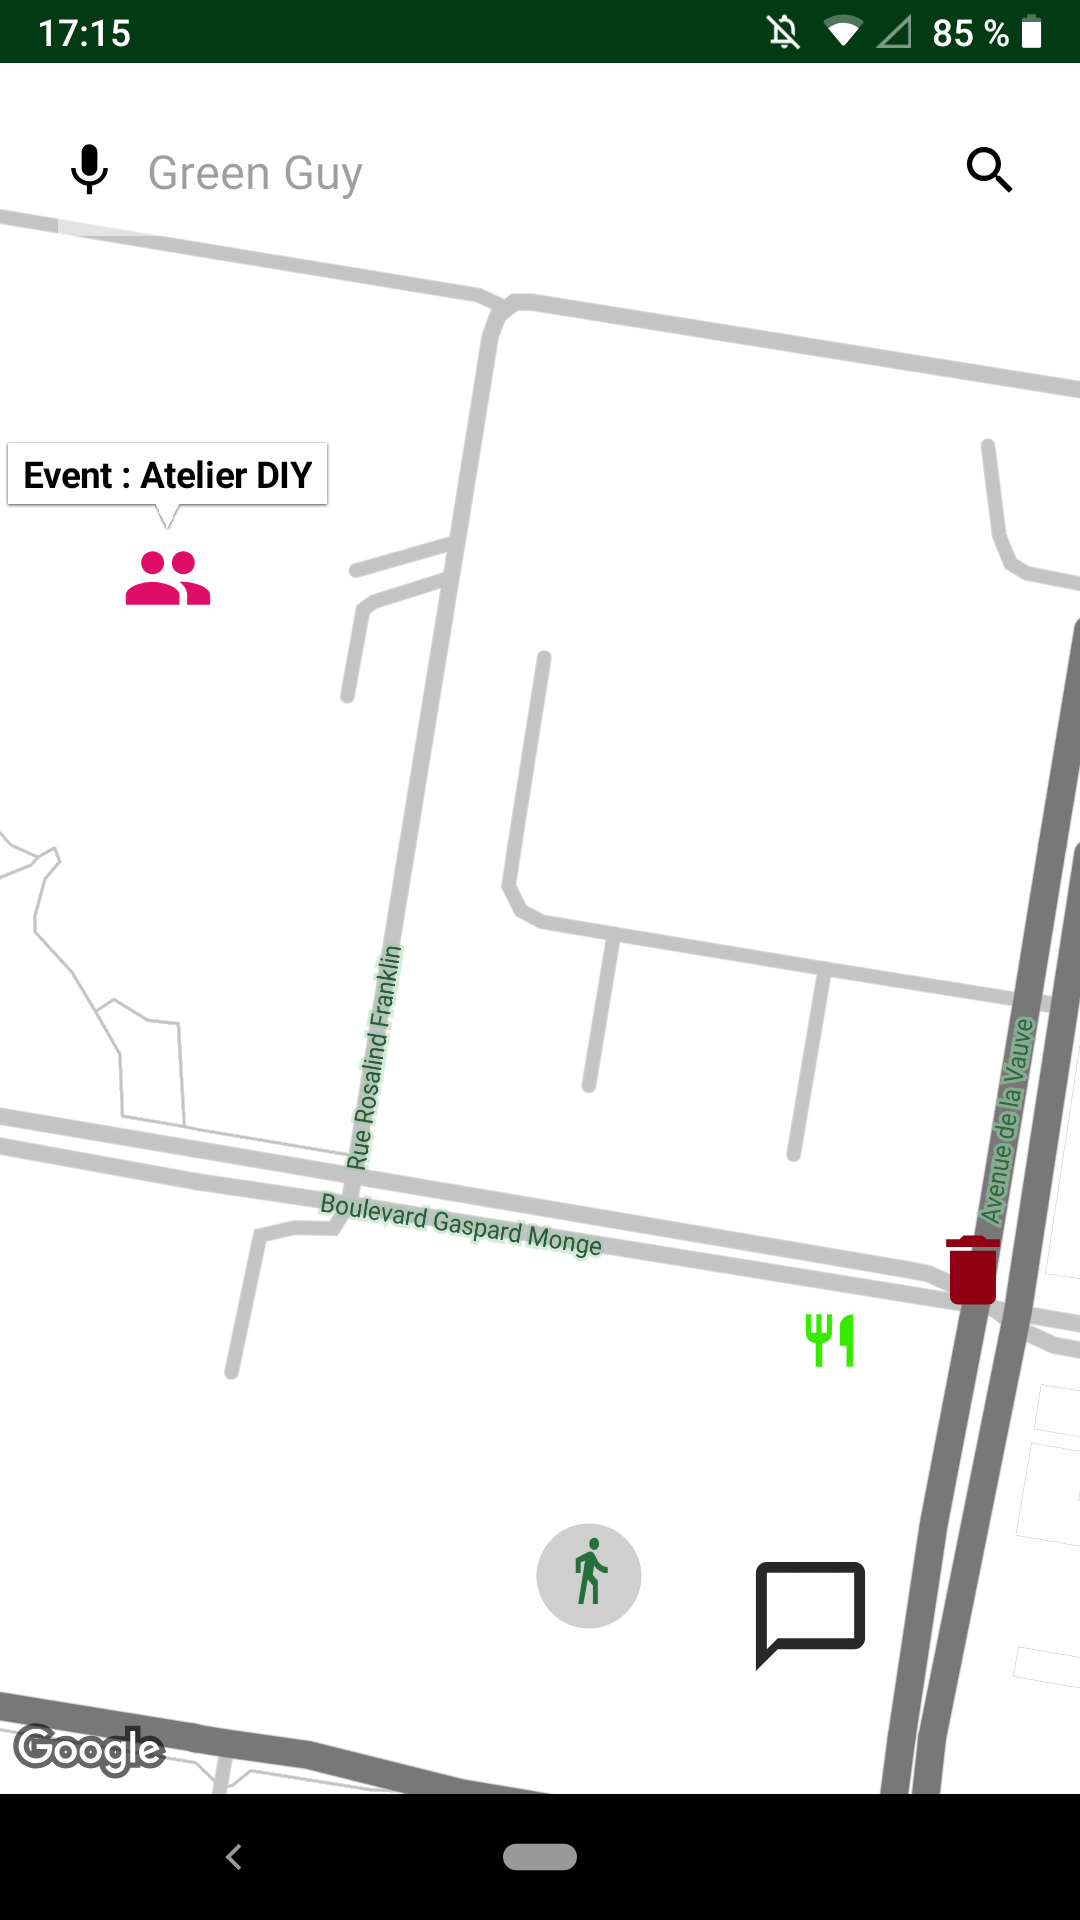 17:15
85 %
Green Guy
Event : Atelier DIY
Rue Rosalind Franklin
Avenue de la Vauve
Boulevard Gaspard Monge
Google